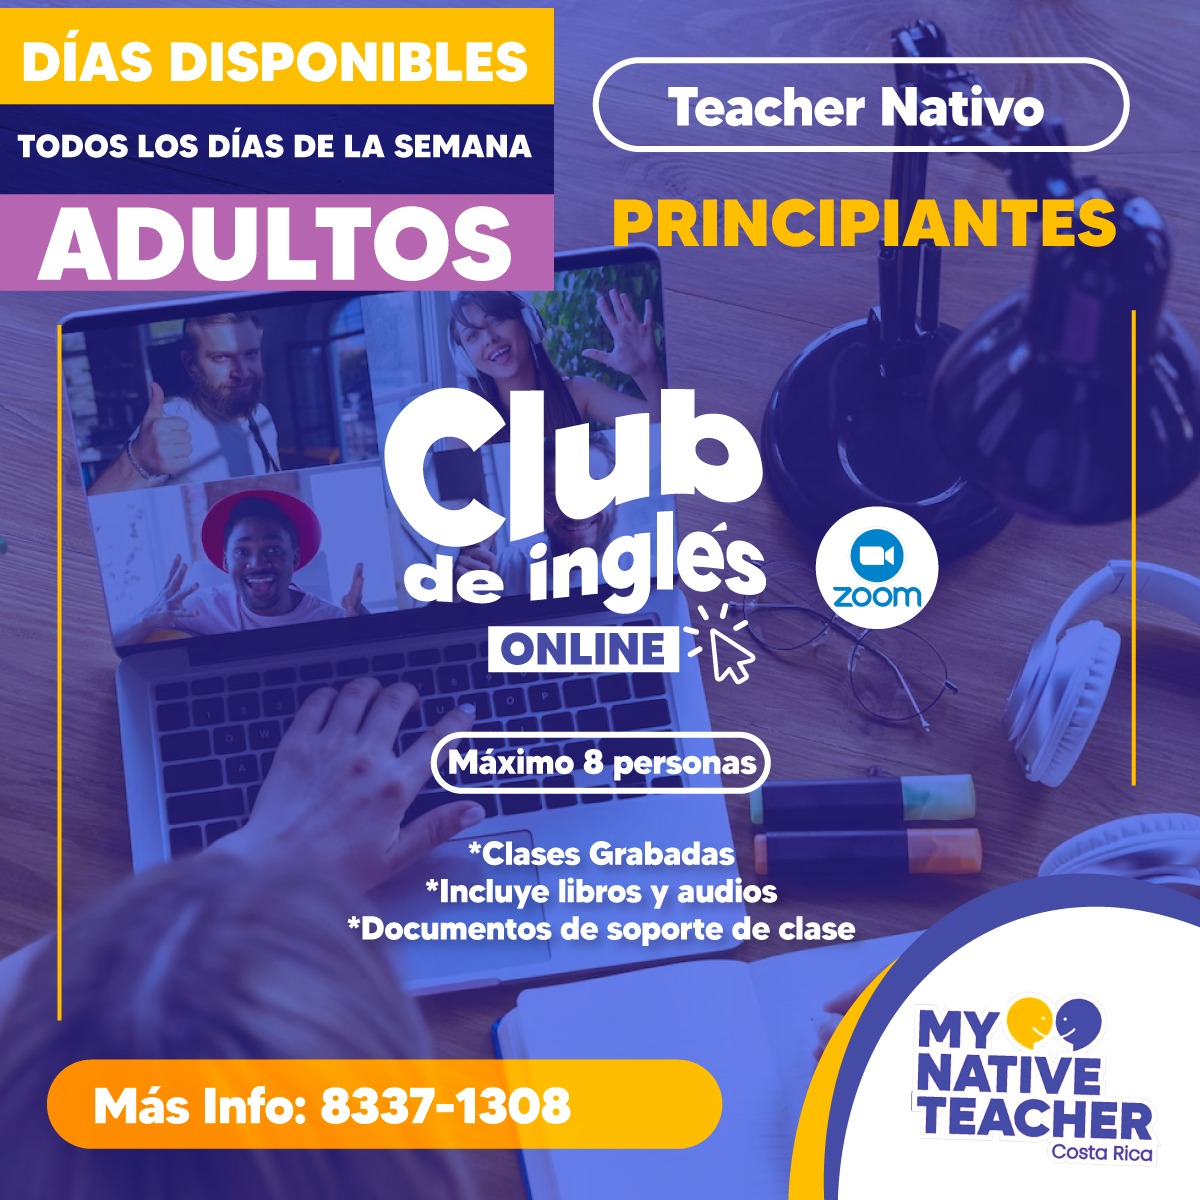 DÍAS DISPONIBLES
TODOS LOS DÍAS DE LA SEMANA
ADULTOS
Teacher Nativo
PRINCIPIANTES
Club
de inglés
ONLINE
zoom
Máximo 8 personas
*Clases Grabadas
*Incluye libros y audios
*Documentos de soporte de clase
Más Info: 8337-1308
MY
NATIVE
TEACHER
Costa Rica